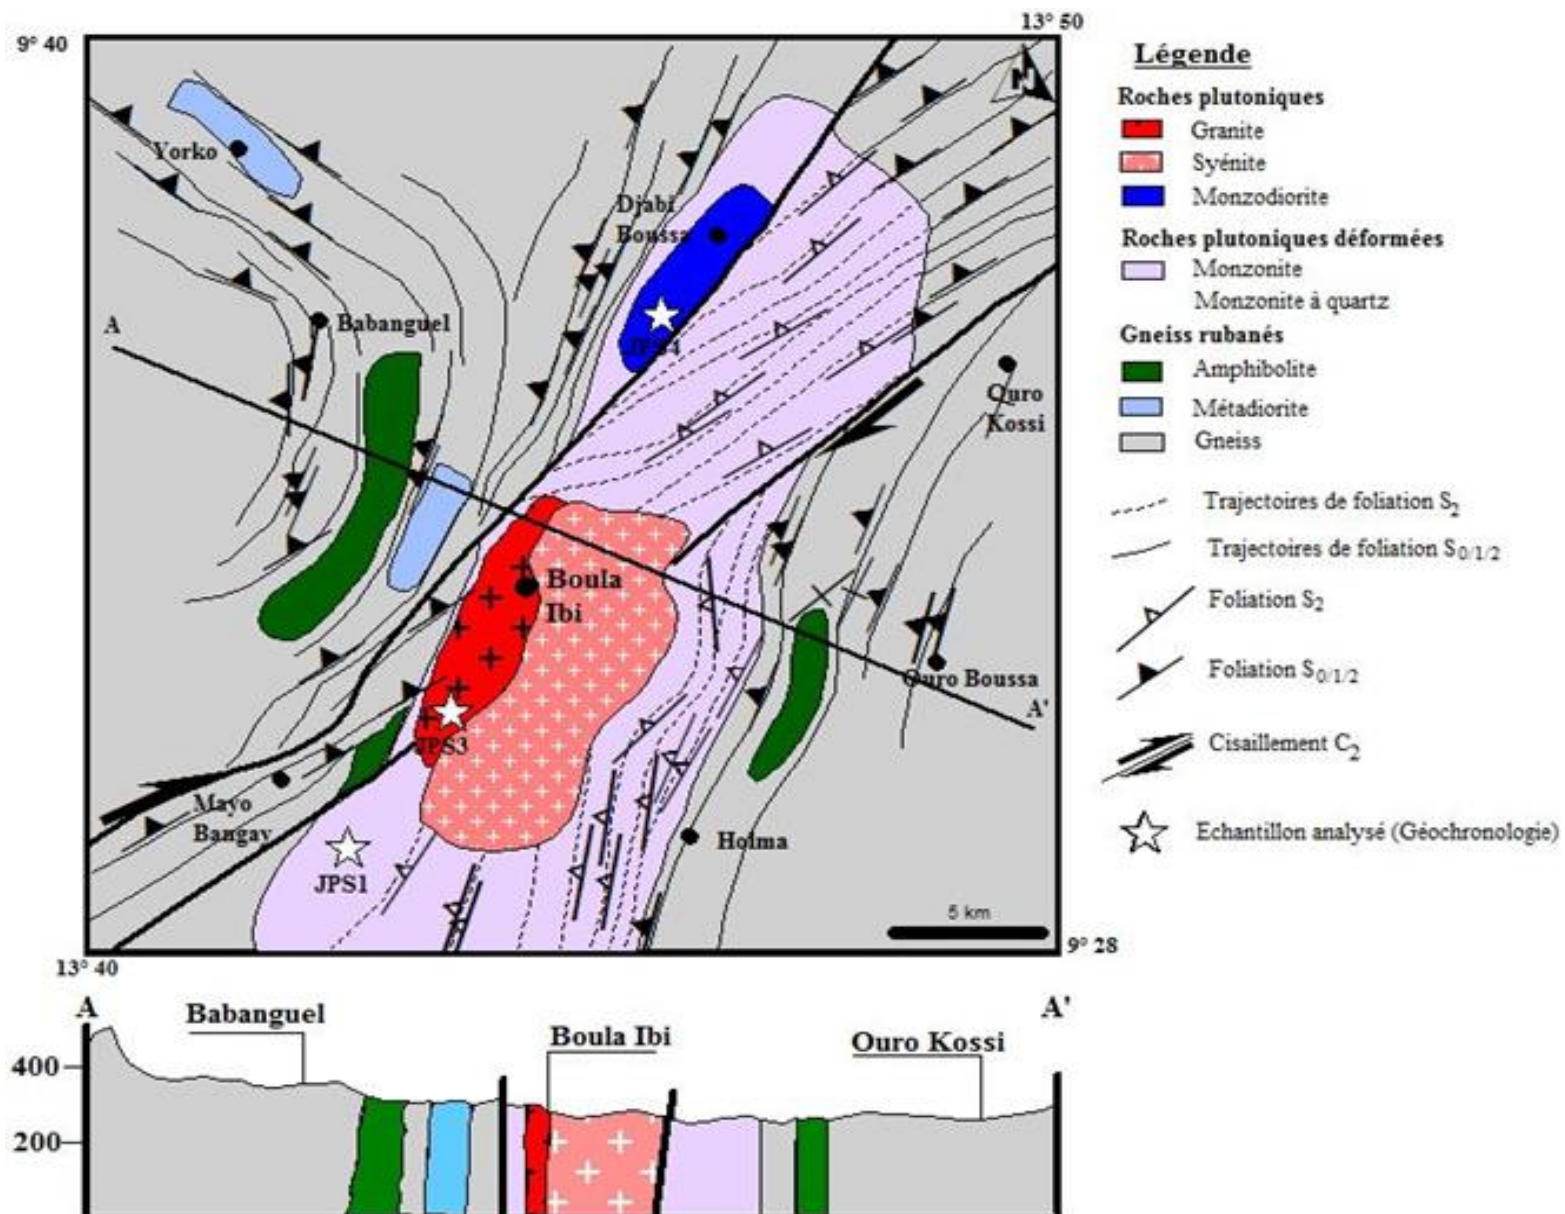 13° 50
9° 40
N
Yorko
Djabi
Boussa
Babanguel
A
JPS4
Ouro
Kossi
Boula
Ibi
Ouro Boussa
A'
JPS3
Mayo
Bangay
JPS1
Holma
5 km
9° 28
13° 40
Légende
Roches plutoniques
Granite
Syénite
Monzodiorite
Roches plutoniques déformées
Monzonite
Monzonite à quartz
Gneiss rubanés
Amphibolite
Métadiorite
Gneiss
Trajectoires de foliation S2
Trajectoires de foliation S0/1/2
Foliation S2
Foliation S0/1/2
Cisaillement C2
Echantillon analysé (Géochronologie)
A
Babanguel
Boula Ibi
Ouro Kossi
A'
400
200